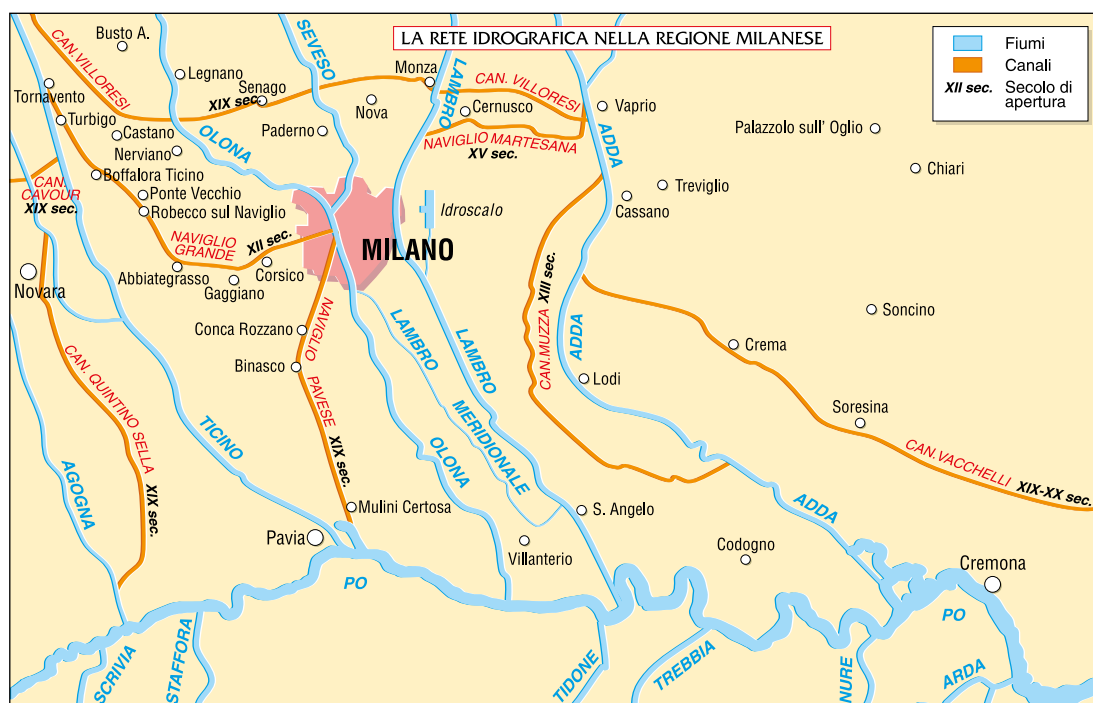 LA RETE IDROGRAFICA NELLA REGIONE MILANESE
Fiumi
Canali
XII sec.
Secolo di
apertura
Busto A.
CAN. VILLORESI
Legnano
SEVESO
Senago
XIX sec.
Monza
LAMBRO
CAN. VILLORESI
Tornavento
Turbigo
Castano
Nerviano
OLONA
Paderno
Nova
Cernusco
Vaprio
NAVIGLIO MARTESANA
XV sec.
ADDA
Palazzolo sull' Oglio
Chiari
CAN.
CAVOUR
XIX sec.
Boffalora Ticino
Ponte Vecchio
Robecco sul Naviglio
Idroscalo
Treviglio
Cassano
NAVIGLIO
GRANDE
XII sec.
MILANO
Novara
Abbiategrasso
Gaggiano
Corsico
CAN.MUZZA XIII sec.
Soncino
Conca Rozzano
NAVIGLIO
PAVESE
XIX sec.
LAMBRO
MERIDIONALE
LAMBRO
ADDA
Crema
Binasco
Lodi
CAN. QUINTINO SELLA
XIX sec.
TICINO
OLONA
Soresina
CAN.VACCHELLI
XIX-XX sec.
AGOGNA
Mulini Certosa
S. Angelo
ADDA
Pavia
Villanterio
Codogno
Cremona
PO
PO
SCRIVIA
STAFFORA
TIDONE
TREBBIA
NURE
ARDA